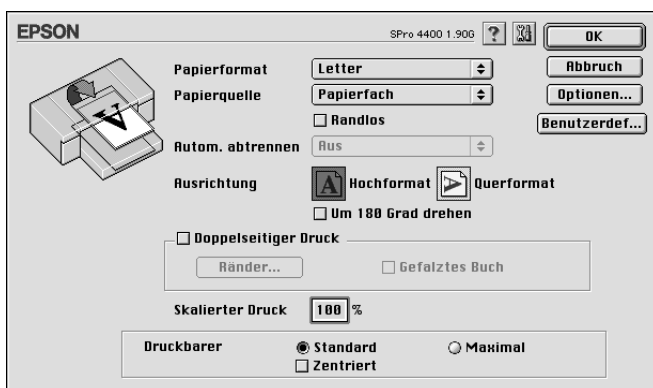 EPSON SPro 4400 1.90G ? OK
Papierformat Letter Abbruch
Papierquelle Papierfach Optionen...
Randlos Benutzerdef...
Autom. abtrennen Aus
Ausrichtung A Hochformat A Querformat
Um 180 Grad drehen
Doppelseitiger Druck
Ränder... Gefalztes Buch
Skalierter Druck 100 %
Druckbarer Standard Maximal
Zentriert